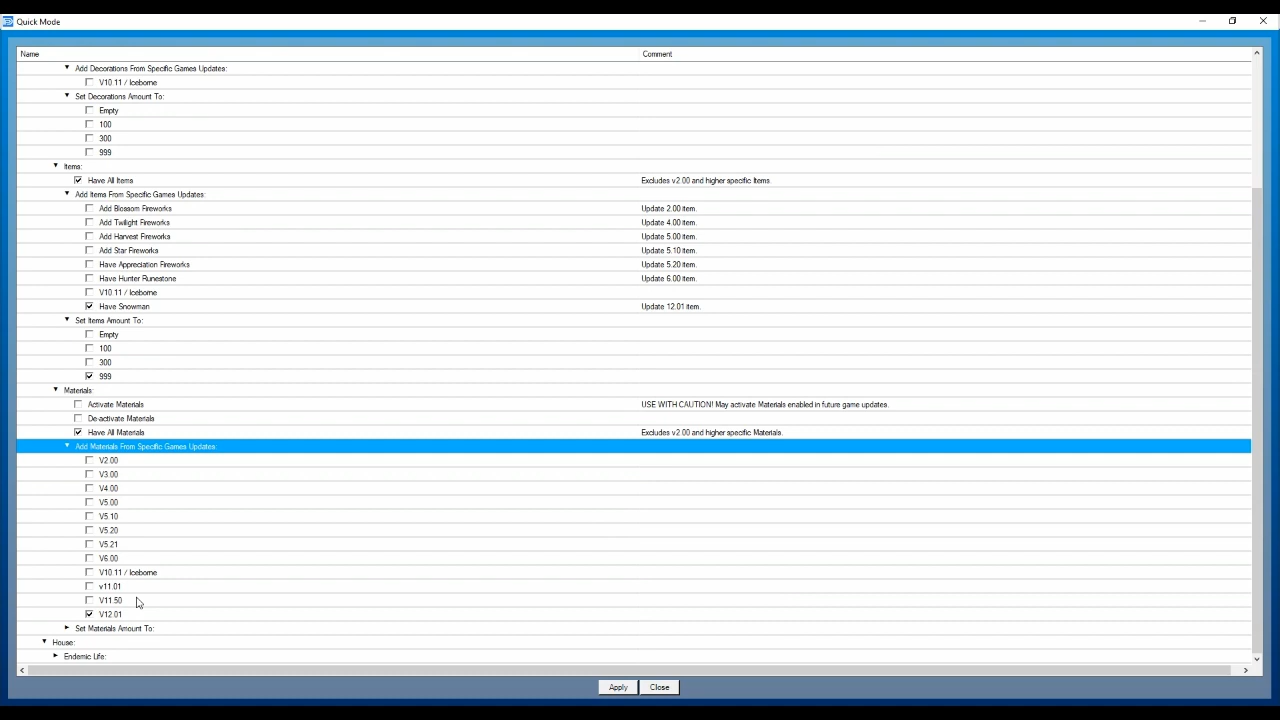 Quick Mode
Name Comment
Add Decorations From Specific Games Updates:
V10.11 / Iceborne
Set Decorations Amount To:
Empty
100
300
999
Items:
Have All Items Excludes v2.00 and higher specific Items.
Add Items From Specific Games Updates:
Add Blossom Fireworks Update 2.00 item.
Add Twilight Fireworks Update 4.00 item.
Add Harvest Fireworks Update 5.00 item.
Add Star Fireworks Update 5.10 item.
Have Appreciation Fireworks Update 5.20 item.
Have Hunter Runestone Update 6.00 item.
V10.11 / Iceborne
Have Snowman Update 12.01 item.
Set Items Amount To:
Empty
100
300
999
Materials:
Activate Materials USE WITH CAUTION! May activate Materials enabled in future game updates.
De-activate Materials
Have All Materials Excludes v2.00 and higher specific Materials.
Add Materials From Specific Games Updates:
V2.00
V3.00
V4.00
V5.00
V5.10
V5.20
V5.21
V6.00
V10.11 / Iceborne
v11.01
V11.50
V12.01
Set Materials Amount To:
House:
Endemic Life:
Apply Close